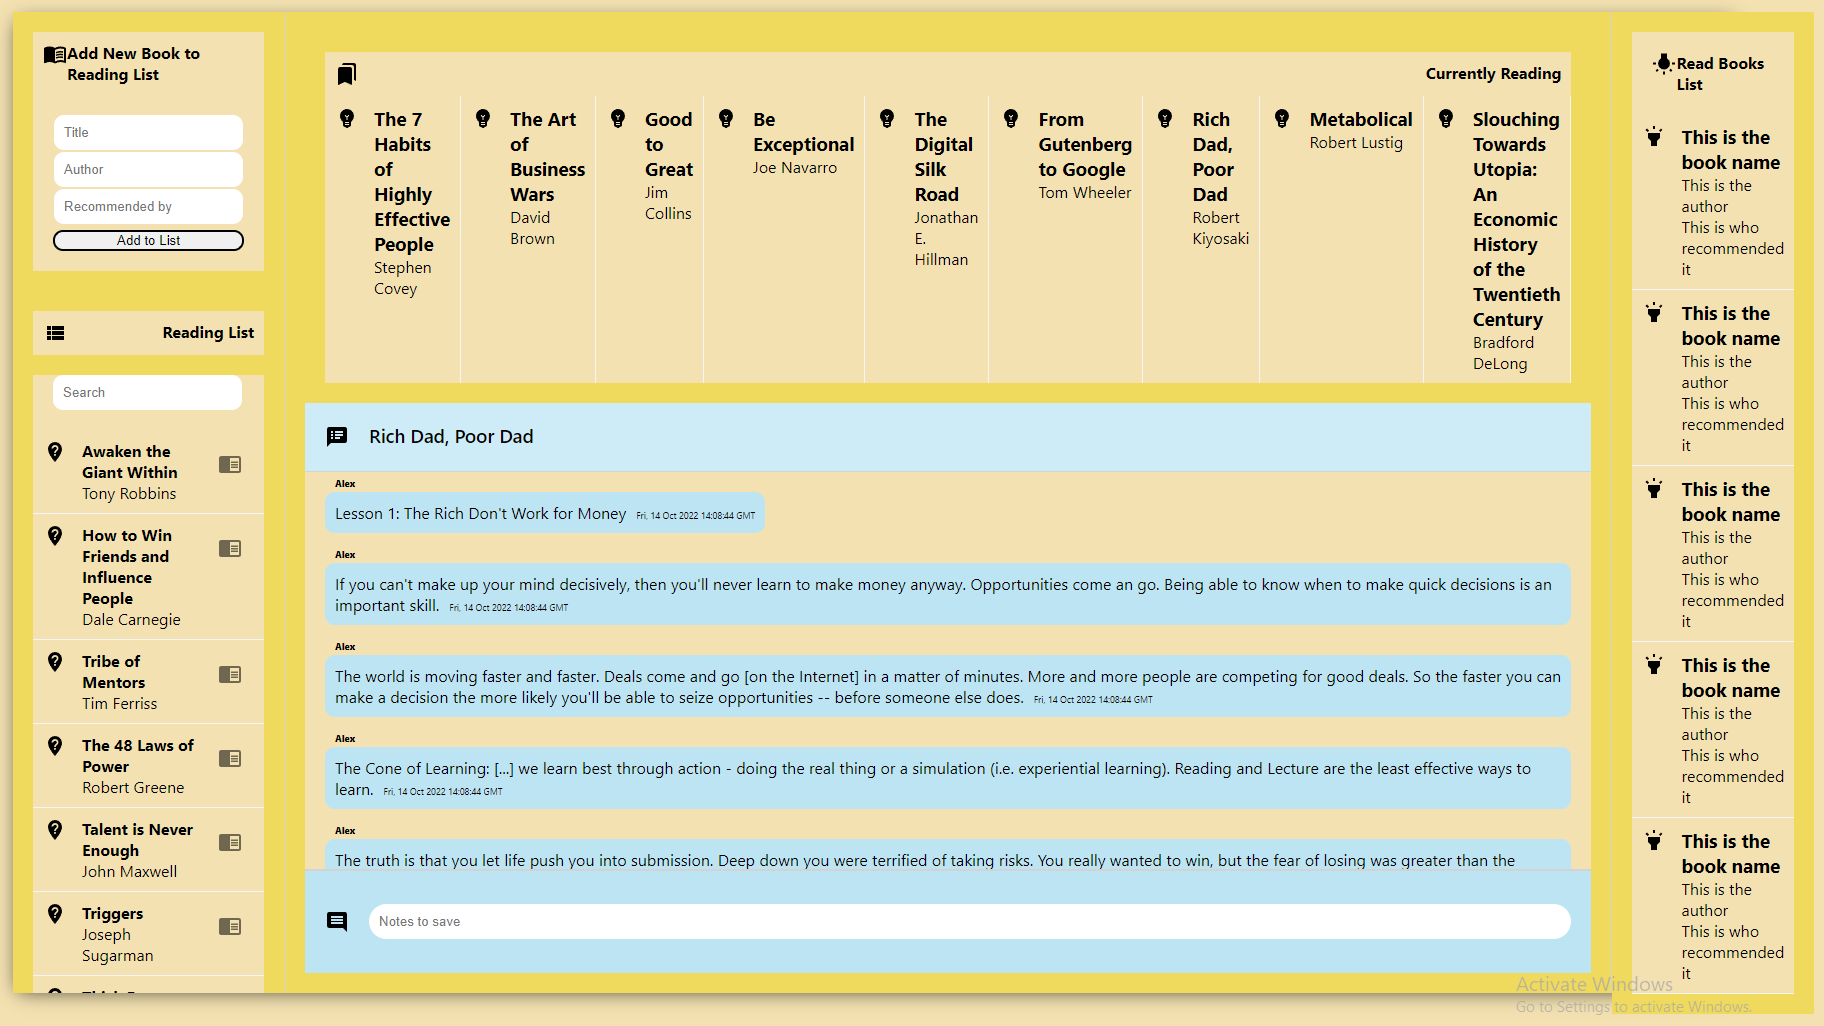 Add New Book to
Reading List
Title
Author
Recommended by
Add to List
Reading List
Search
Awaken the
Giant Within
Tony Robbins
How to Win
Friends and
Influence
People
Dale Carnegie
Tribe of
Mentors
Tim Ferriss
The 48 Laws of
Power
Robert Greene
Talent is Never
Enough
John Maxwell
Triggers
Joseph
Sugarman
Currently Reading
The 7
Habits
of
Highly
Effective
People
Stephen
Covey
The Art
of
Business
Wars
David
Brown
Good
to
Great
Jim
Collins
Be
Exceptional
Joe Navarro
The
Digital
Silk
Road
Jonathan
E.
Hillman
From
Gutenberg
to Google
Tom Wheeler
Rich
Dad,
Poor
Dad
Robert
Kiyosaki
Metabolical
Robert Lustig
Slouching
Towards
Utopia:
An
Economic
History
of the
Twentieth
Century
Bradford
DeLong
Rich Dad, Poor Dad
Alex
Lesson 1: The Rich Don't Work for Money Fri, 14 Oct 2022 14:08:44 GMT
Alex
If you can't make up your mind decisively, then you'll never learn to make money anyway. Opportunities come an go. Being able to know when to make quick decisions is an
important skill. Fri, 14 Oct 2022 14:08:44 GMT
Alex
The world is moving faster and faster. Deals come and go [on the Internet] in a matter of minutes. More and more people are competing for good deals. So the faster you can
make a decision the more likely you'll be able to seize opportunities -- before someone else does. Fri, 14 Oct 2022 14:08:44 GMT
Alex
The Cone of Learning: [...] we learn best through action - doing the real thing or a simulation (i.e. experiential learning). Reading and Lecture are the least effective ways to
learn. Fri, 14 Oct 2022 14:08:44 GMT
Alex
The truth is that you let life push you into submission. Deep down you were terrified of taking risks. You really wanted to win, but the fear of losing was greater than the
Notes to save
Read Books
List
This is the
book name
This is the
author
This is who
recommended
it
This is the
book name
This is the
author
This is who
recommended
it
This is the
book name
This is the
author
This is who
recommended
it
This is the
book name
This is the
author
This is who
recommended
it
This is the
book name
This is the
author
This is who
recommended
it
Activate Windows
Go to Settings to activate Windows.